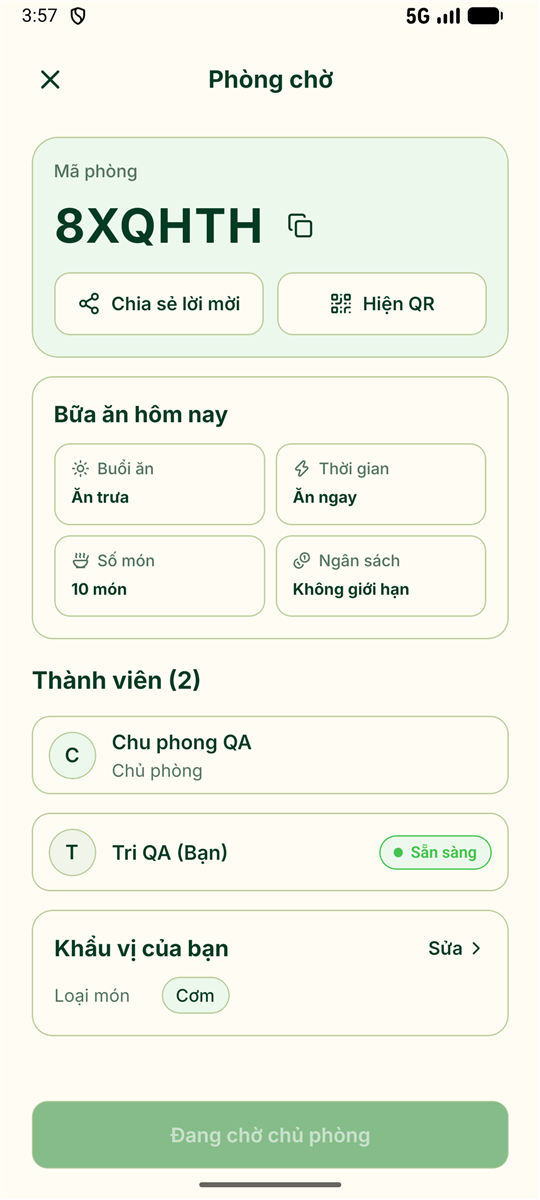 3:57
5G
Phòng chờ
Mã phòng
8XQHTH
Chia sẻ lời mời
Hiện QR
Bữa ăn hôm nay
Buổi ăn
Ăn trưa
Thời gian
Ăn ngay
Số món
10 món
Ngân sách
Không giới hạn
Thành viên (2)
C
Chu phong QA
Chủ phòng
T
Tri QA (Bạn)
Sẵn sàng
Khẩu vị của bạn
Sửa
Loại món
Cơm
Đang chờ chủ phòng